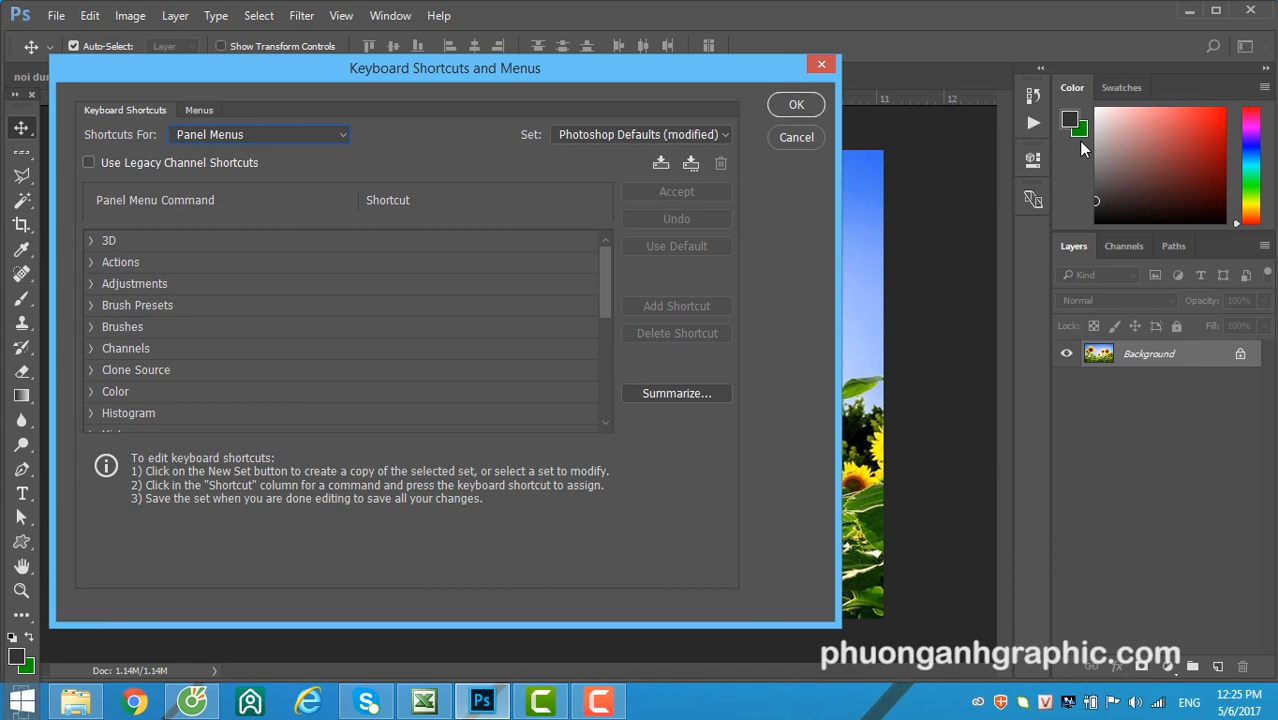 Ps File Edit Image Layer Type Select Filter View Window Help
Auto-Select: Layer Show Transform Controls
noi dun
Keyboard Shortcuts and Menus
Keyboard Shortcuts Menus
OK
Shortcuts For: Panel Menus Set: Photoshop Defaults (modified)
Cancel
Use Legacy Channel Shortcuts
Panel Menu Command Shortcut
Accept
Undo
Use Default
Add Shortcut
Delete Shortcut
Summarize...
3D
Actions
Adjustments
Brush Presets
Brushes
Channels
Clone Source
Color
Histogram
To edit keyboard shortcuts:
1) Click on the New Set button to create a copy of the selected set, or select a set to modify.
2) Click in the "Shortcut" column for a command and press the keyboard shortcut to assign.
3) Save the set when you are done editing to save all your changes.
11 12
Color Swatches
Layers Channels Paths
Kind
Normal Opacity: 100%
Lock: Fill: 100%
Background
phuonganhgraphic.com
Doc: 1.14M/1.14M
Ps
ENG
12:25 PM
5/6/2017